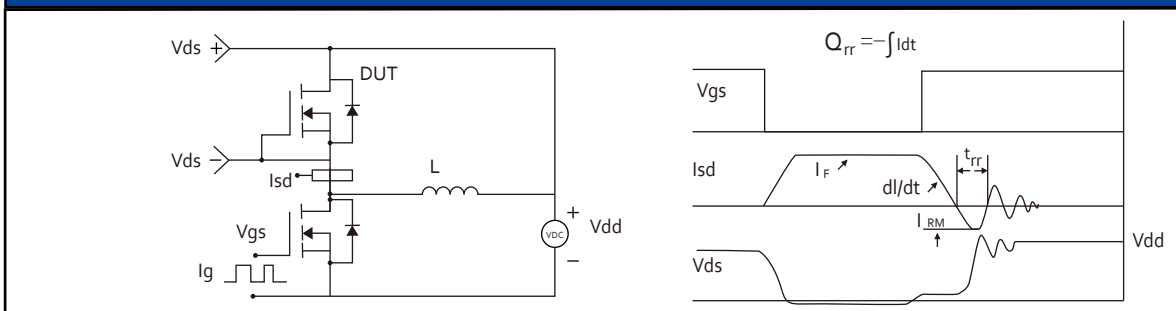 Vds +
DUT
Vds −
Isd
L
Vgs
Ig
VDC
+
−
Vdd
Qrr =−∫Idt
Vgs
Isd
IF
dI/dt
trr
IRM
Vds
Vdd